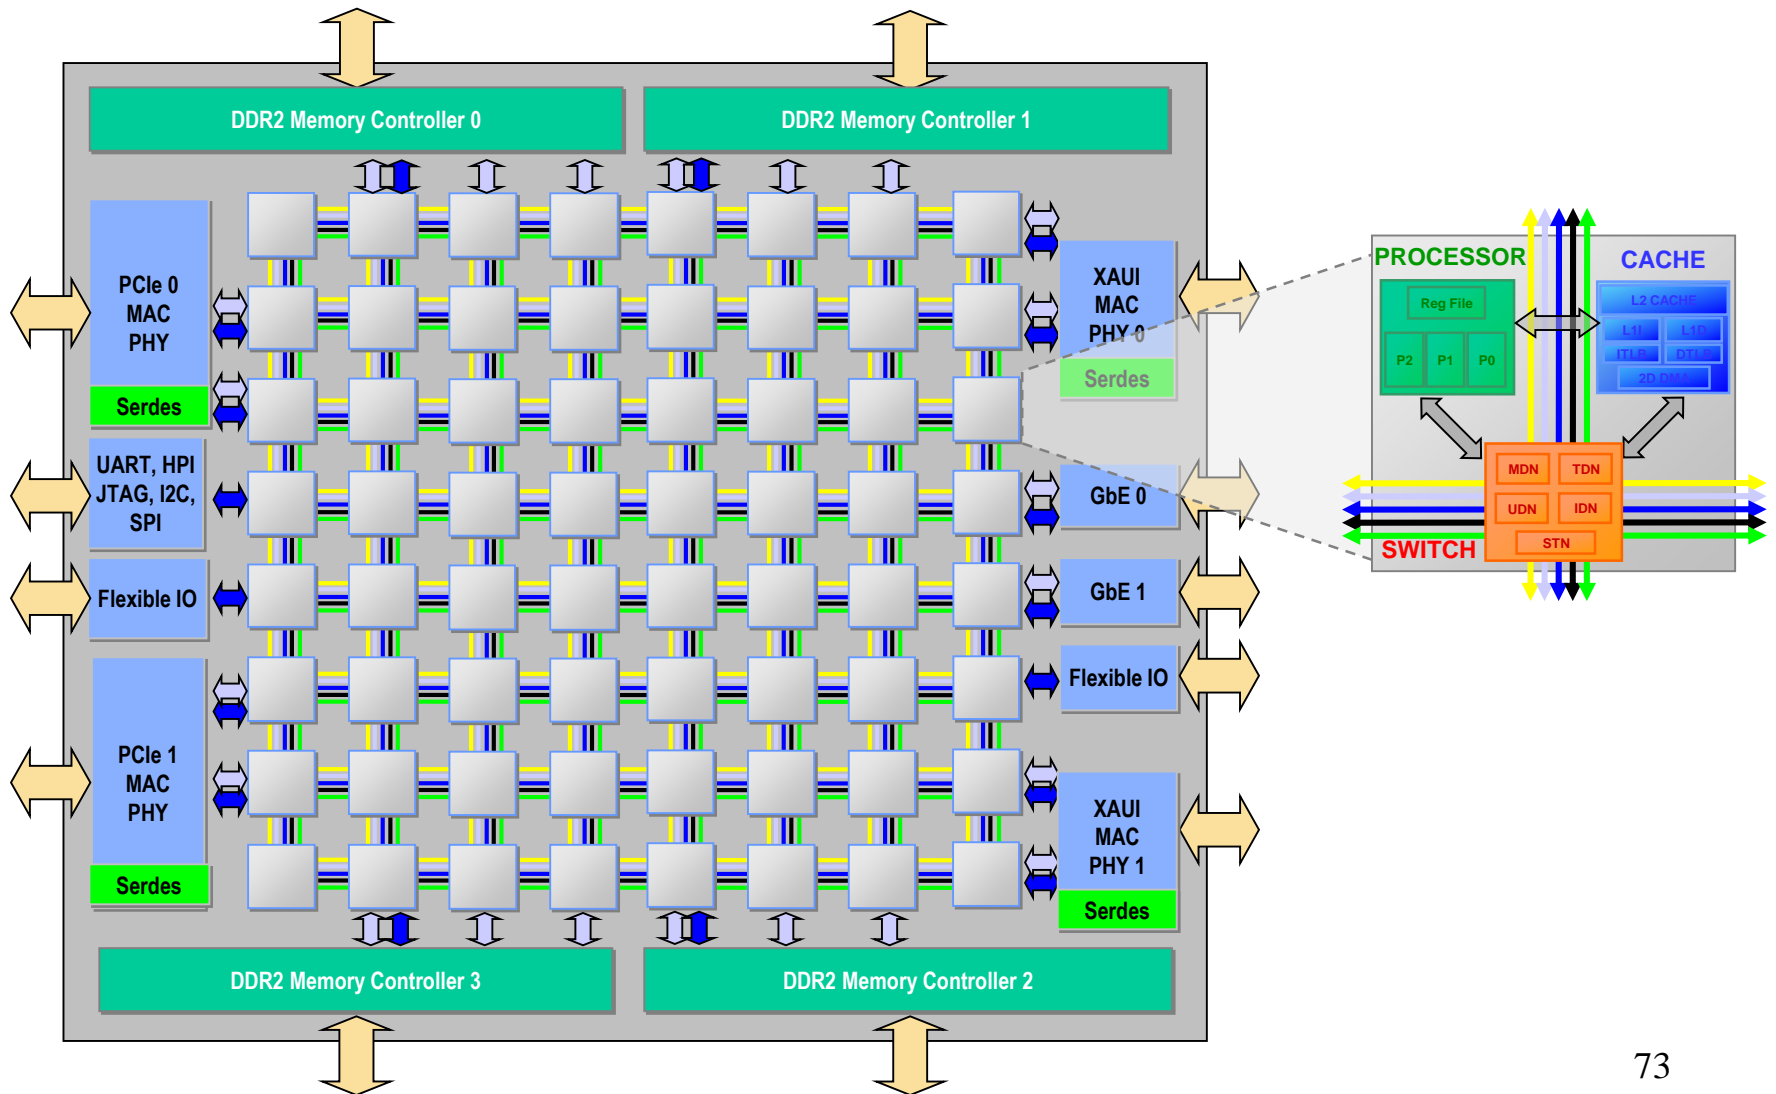 DDR2 Memory Controller 0
DDR2 Memory Controller 1
PCIe 0
MAC
PHY
Serdes
UART, HPI
JTAG, I2C,
SPI
Flexible IO
PCIe 1
MAC
PHY
Serdes
XAUI
MAC
PHY 0
Serdes
GbE 0
GbE 1
Flexible IO
XAUI
MAC
PHY 1
Serdes
DDR2 Memory Controller 3
DDR2 Memory Controller 2
PROCESSOR
CACHE
Reg File
P2
P1
P0
L2 CACHE
L1I
L1D
ITLB
DTLB
2D DMA
MDN
TDN
UDN
IDN
STN
SWITCH
73